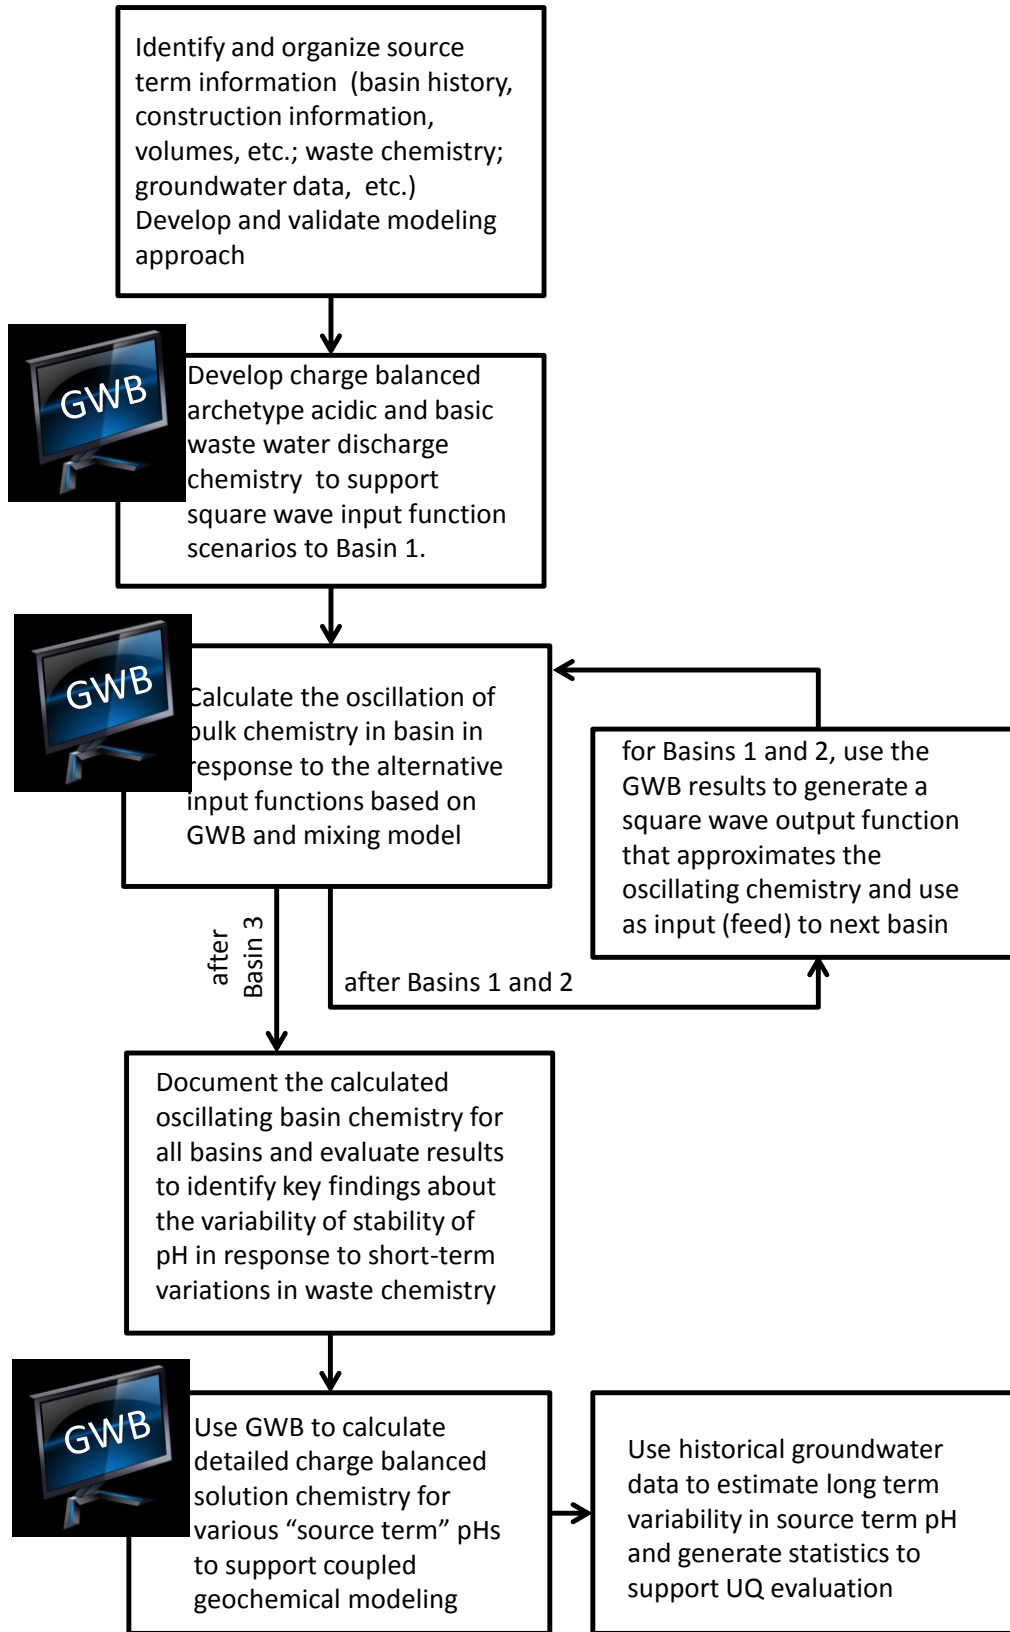 Identify and organize source
term information (basin history,
construction information,
volumes, etc.; waste chemistry;
groundwater data, etc.)
Develop and validate modeling
approach
GWB
Develop charge balanced
archetype acidic and basic
waste water discharge
chemistry to support
square wave input function
scenarios to Basin 1.
GWB
Calculate the oscillation of
bulk chemistry in basin in
response to the alternative
input functions based on
GWB and mixing model
for Basins 1 and 2, use the
GWB results to generate a
square wave output function
that approximates the
oscillating chemistry and use
as input (feed) to next basin
after
Basin 3
after Basins 1 and 2
Document the calculated
oscillating basin chemistry for
all basins and evaluate results
to identify key findings about
the variability of stability of
pH in response to short-term
variations in waste chemistry
GWB
Use GWB to calculate
detailed charge balanced
solution chemistry for
various “source term” pHs
to support coupled
geochemical modeling
Use historical groundwater
data to estimate long term
variability in source term pH
and generate statistics to
support UQ evaluation